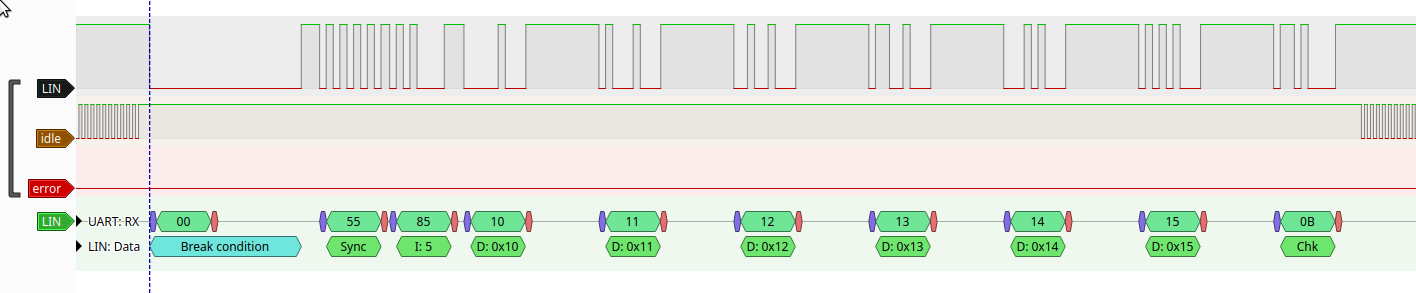 LIN
idle
error
LIN
UART: RX 00 55 85 10 11 12 13 14 15 0B
LIN: Data Break condition Sync I: 5 D: 0x10 D: 0x11 D: 0x12 D: 0x13 D: 0x14 D: 0x15 Chk